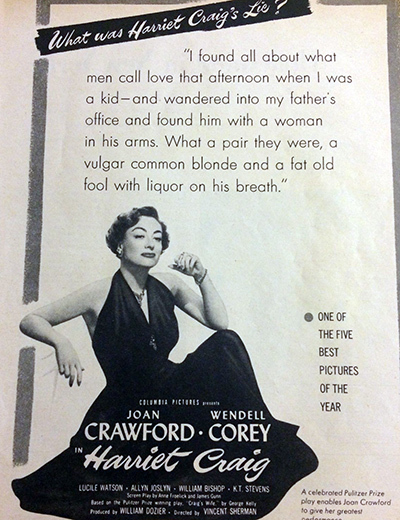 What was Harriet Craig's Lie?
"I found all about what
men call love that afternoon when I was
a kid—and wandered into my father's
office and found him with a woman
in his arms. What a pair they were, a
vulgar common blonde and a fat old
fool with liquor on his breath."
ONE OF
THE FIVE
BEST
PICTURES
OF THE
YEAR
COLUMBIA PICTURES presents
JOAN WENDELL
CRAWFORD · COREY
IN Harriet Craig
LUCILE WATSON · ALLYN JOSLYN · WILLIAM BISHOP · K.T. STEVENS
Screen Play by Anne Froelick and James Gunn
Based on the Pulitzer Prize winning play, "Craig's Wife," by George Kelly
Produced by WILLIAM DOZIER · Directed by VINCENT SHERMAN
A celebrated Pulitzer Prize
play enables Joan Crawford
to give her greatest